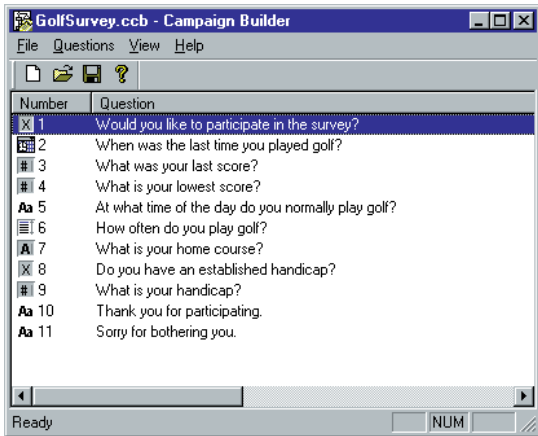 GolfSurvey.ccb - Campaign Builder
File Questions View Help
Number Question
X 1 Would you like to participate in the survey?
2 When was the last time you played golf?
# 3 What was your last score?
# 4 What is your lowest score?
Aa 5 At what time of the day do you normally play golf?
6 How often do you play golf?
A 7 What is your home course?
X 8 Do you have an established handicap?
# 9 What is your handicap?
Aa 10 Thank you for participating.
Aa 11 Sorry for bothering you.
Ready NUM